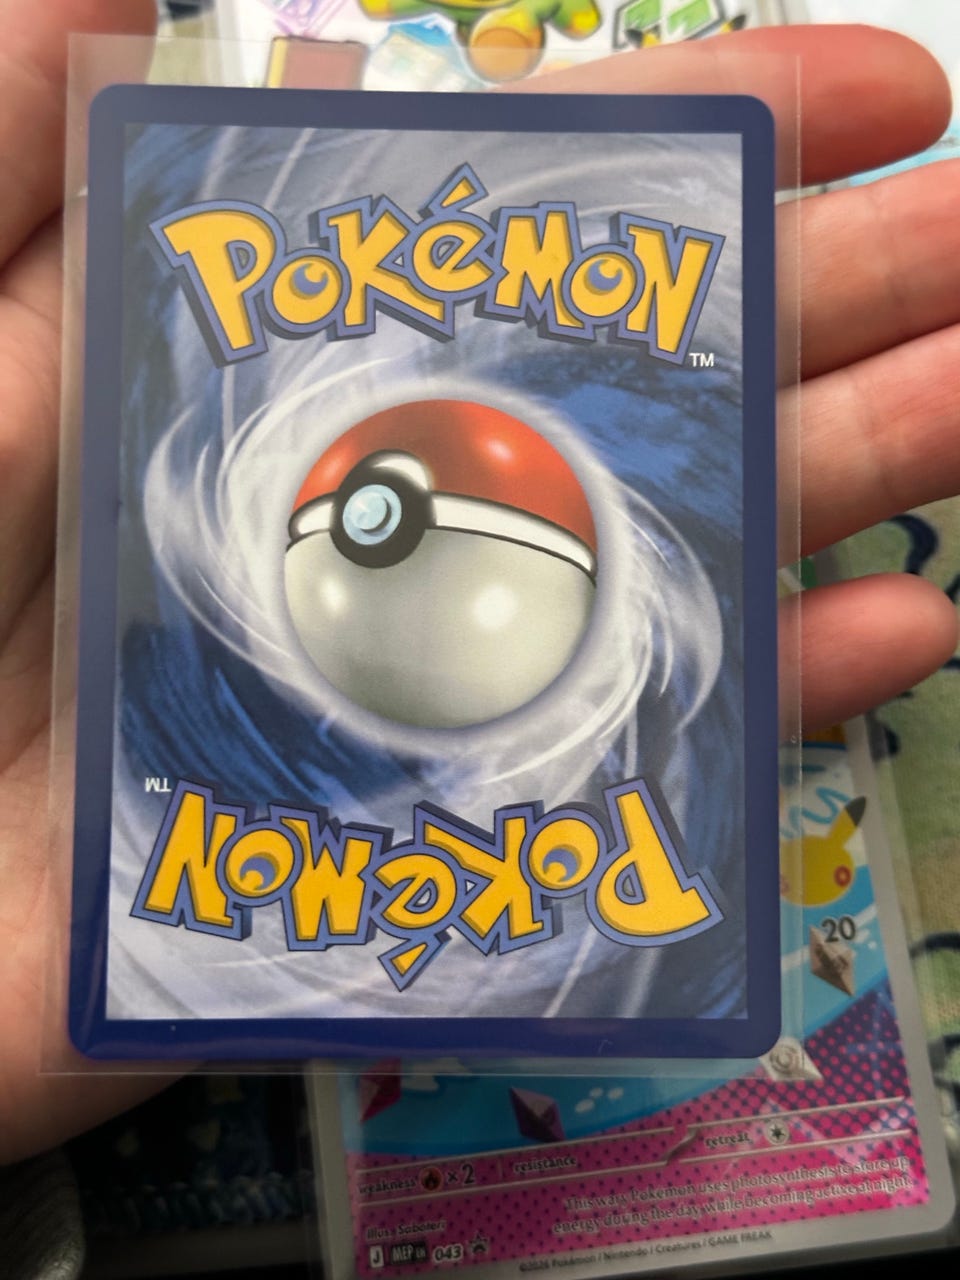 POKéMON
TM
TM
POKéMON
20
weakness ×2 resistance retreat
This wary Pokémon uses photosynthesis to store up
energy during the day, while becoming active at night.
Illus. Saboteri
J MEP EN 043
©2026 Pokémon / Nintendo / Creatures / GAME FREAK